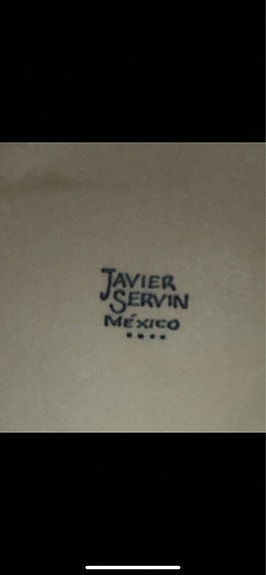 JAVIER
SERVIN
MÉXICO
....